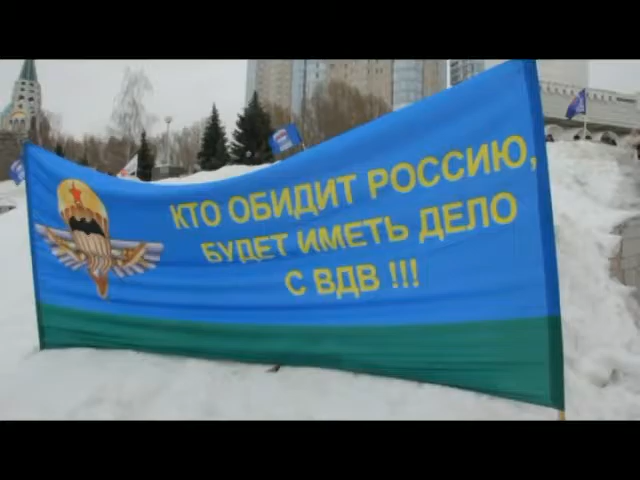 КТО ОБИДИТ РОССИЮ,
БУДЕТ ИМЕТЬ ДЕЛО
С ВДВ !!!